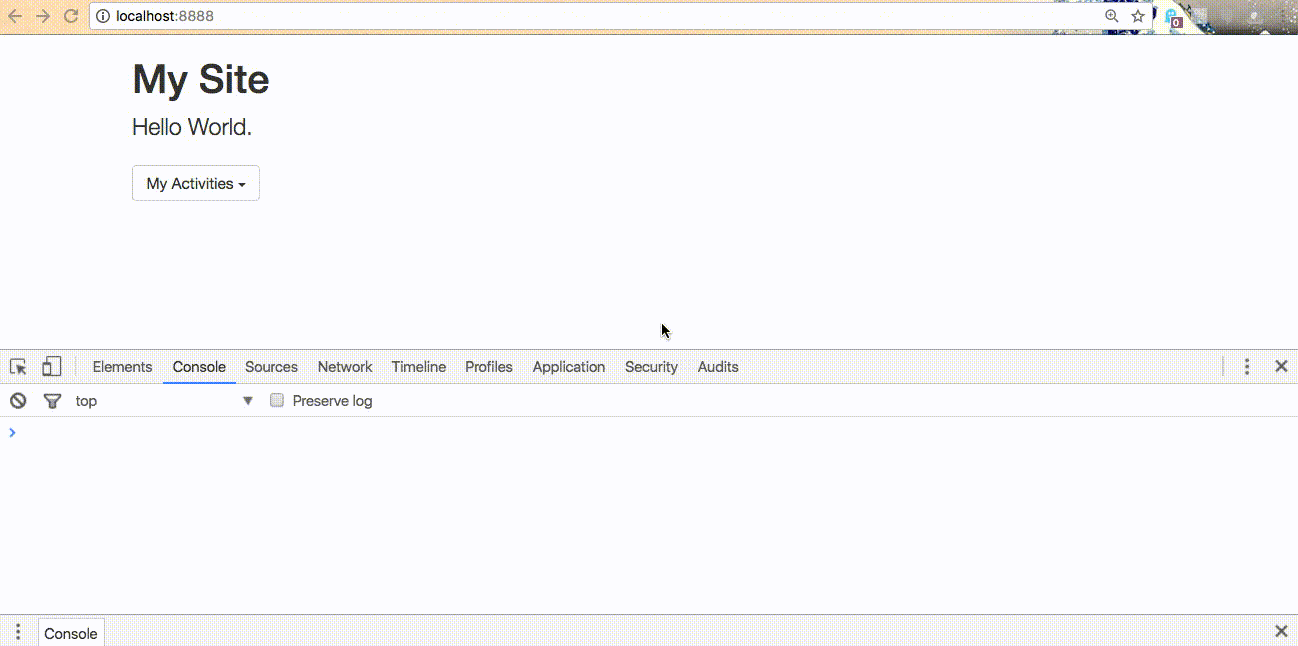 localhost:8888
0
My Site
Hello World.
My Activities
Elements Console Sources Network Timeline Profiles Application Security Audits
top Preserve log
Console